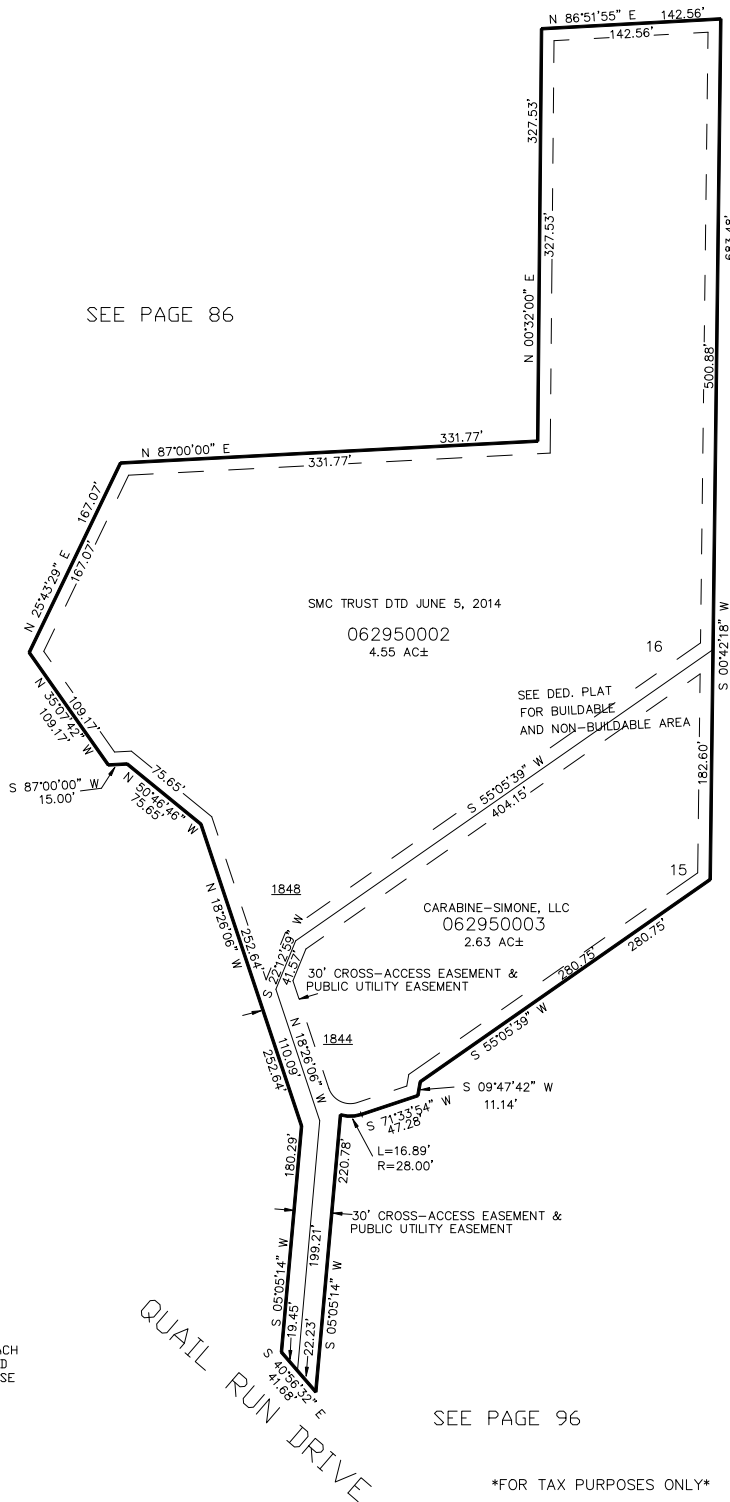 N 86°51'55" E 142.56'
142.56'
327.53'
327.53'
N 00°32'00" E
683.48'
500.88'
SEE PAGE 86
N 87°00'00" E 331.77'
331.77'
167.07'
167.07'
N 25°43'29" E
SMC TRUST DTD JUNE 5, 2014
062950002
4.55 AC±
16
S 00°42'18" W
SEE DED. PLAT
FOR BUILDABLE
AND NON-BUILDABLE AREA
N 35°07'42" W
109.17'
109.17'
S 87°00'00" W
15.00'
N 50°46'46" W
75.65'
75.65'
S 55°05'39" W
404.15'
182.60'
15
1848
CARABINE-SIMONE, LLC
062950003
2.63 AC±
N 18°26'06" W
252.64'
252.64'
S 22°12'59" W
41.57'
30' CROSS-ACCESS EASEMENT &
PUBLIC UTILITY EASEMENT
280.75'
280.75'
S 55°05'39" W
N 18°26'06" W
110.09'
1844
S 09°47'42" W
11.14'
S 71°33'54" W
47.28'
L=16.89'
R=28.00'
180.29'
220.78'
30' CROSS-ACCESS EASEMENT &
PUBLIC UTILITY EASEMENT
199.21'
S 05°05'14" W
S 05°05'14" W
19.45'
22.23'
S 40°56'32" E
41.68'
QUAIL RUN DRIVE
ACH
D
SE
SEE PAGE 96
*FOR TAX PURPOSES ONLY*